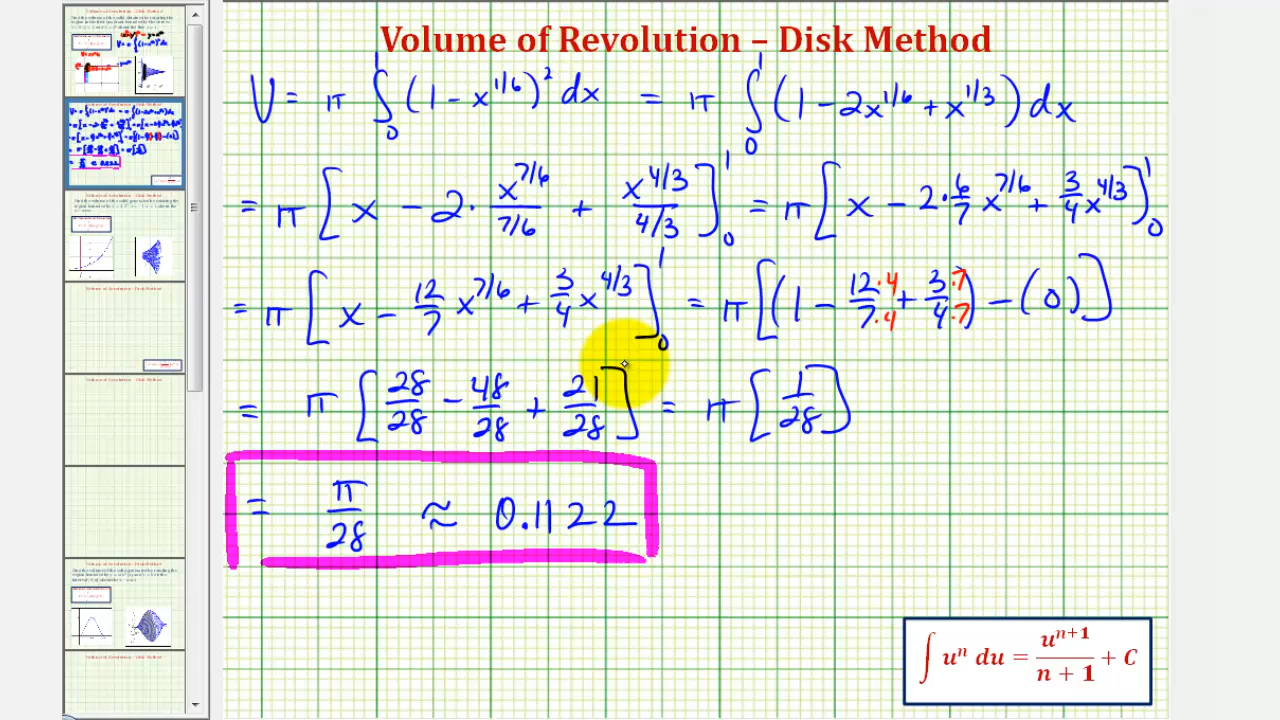 Volume of Revolution – Disk Method
V = π ∫₀¹ (1 - x^(1/6))² dx = π ∫₀¹ (1 - 2x^(1/6) + x^(1/3)) dx
= π [x - 2 · x^(7/6)/(7/6) + x^(4/3)/(4/3)]₀¹ = π [x - 2 · 6/7 x^(7/6) + 3/4 x^(4/3)]₀¹
= π [x - 12/7 x^(7/6) + 3/4 x^(4/3)]₀¹ = π [(1 - 12·4/7·4 + 3·7/4·7) - (0)]
= π [28/28 - 48/28 + 21/28] = π [1/28]
= π/28 ≈ 0.1122
∫ uⁿ du = uⁿ⁺¹/(n + 1) + C